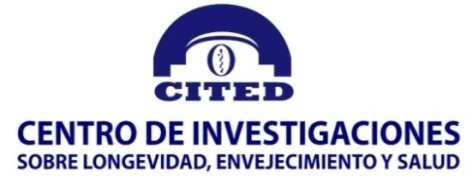 CITED
CENTRO DE INVESTIGACIONES
SOBRE LONGEVIDAD, ENVEJECIMIENTO Y SALUD